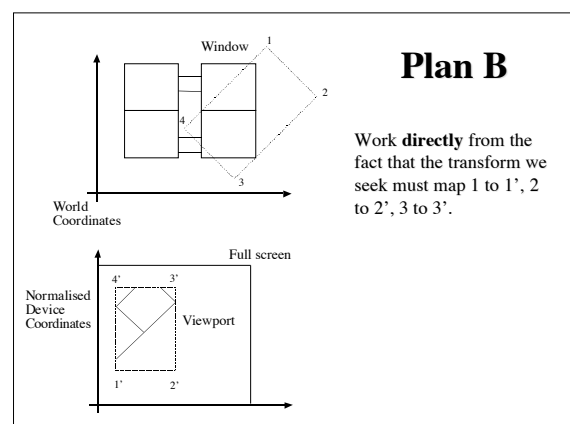 Plan B
Window
1
2
4
3
World
Coordinates
Work directly from the
fact that the transform we
seek must map 1 to 1’, 2
to 2’, 3 to 3’.
Full screen
4’
3’
Normalised
Device
Coordinates
Viewport
1’
2’